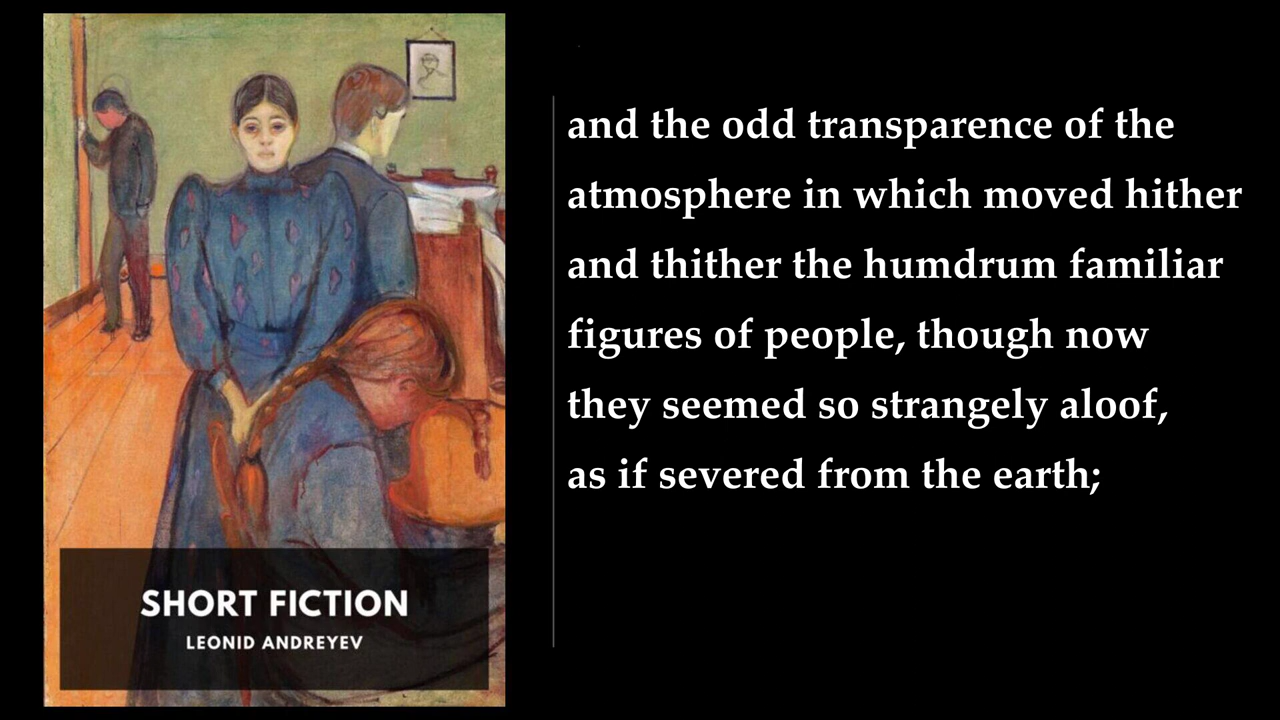 and the odd transparence of the
atmosphere in which moved hither
and thither the humdrum familiar
figures of people, though now
they seemed so strangely aloof,
as if severed from the earth;
SHORT FICTION
LEONID ANDREYEV